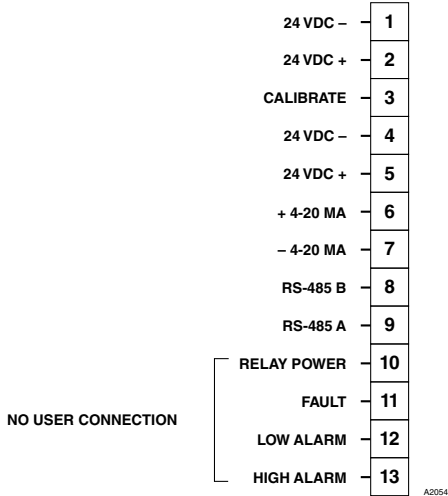 24 VDC – 1
24 VDC + 2
CALIBRATE 3
24 VDC – 4
24 VDC + 5
+ 4-20 MA 6
– 4-20 MA 7
RS-485 B 8
RS-485 A 9
RELAY POWER 10
FAULT 11
NO USER CONNECTION
LOW ALARM 12
HIGH ALARM 13
A2054